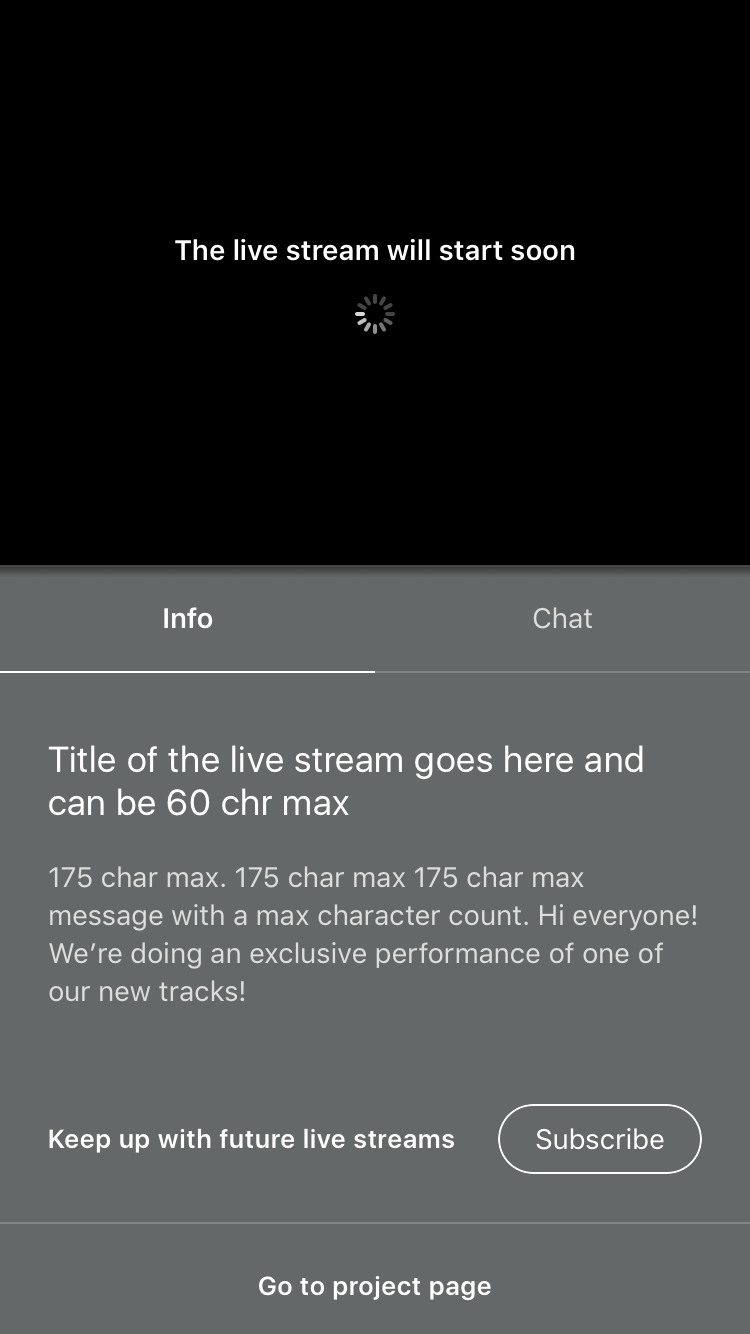 The live stream will start soon
Info
Chat
Title of the live stream goes here and
can be 60 chr max
175 char max. 175 char max 175 char max
message with a max character count. Hi everyone!
We’re doing an exclusive performance of one of
our new tracks!
Keep up with future live streams
Subscribe
Go to project page